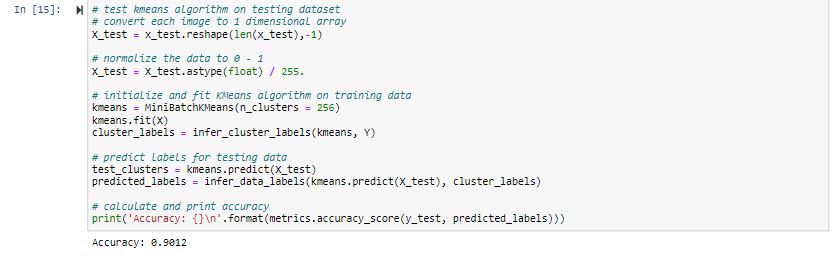 In [15]:
# test kmeans algorithm on testing dataset
# convert each image to 1 dimensional array
X_test = x_test.reshape(len(x_test),-1)
# normalize the data to 0 - 1
X_test = X_test.astype(float) / 255.
# initialize and fit KMeans algorithm on training data
kmeans = MiniBatchKMeans(n_clusters = 256)
kmeans.fit(X)
cluster_labels = infer_cluster_labels(kmeans, Y)
# predict labels for testing data
test_clusters = kmeans.predict(X_test)
predicted_labels = infer_data_labels(kmeans.predict(X_test), cluster_labels)
# calculate and print accuracy
print('Accuracy: {}\n'.format(metrics.accuracy_score(y_test, predicted_labels)))
Accuracy: 0.9012